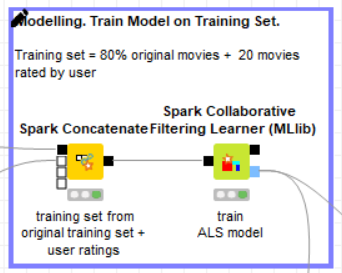 Modelling. Train Model on Training Set.
Training set = 80% original movies + 20 movies
rated by user
Spark Collaborative
Spark Concatenate Filtering Learner (MLlib)
training set from
original training set +
user ratings
train
ALS model